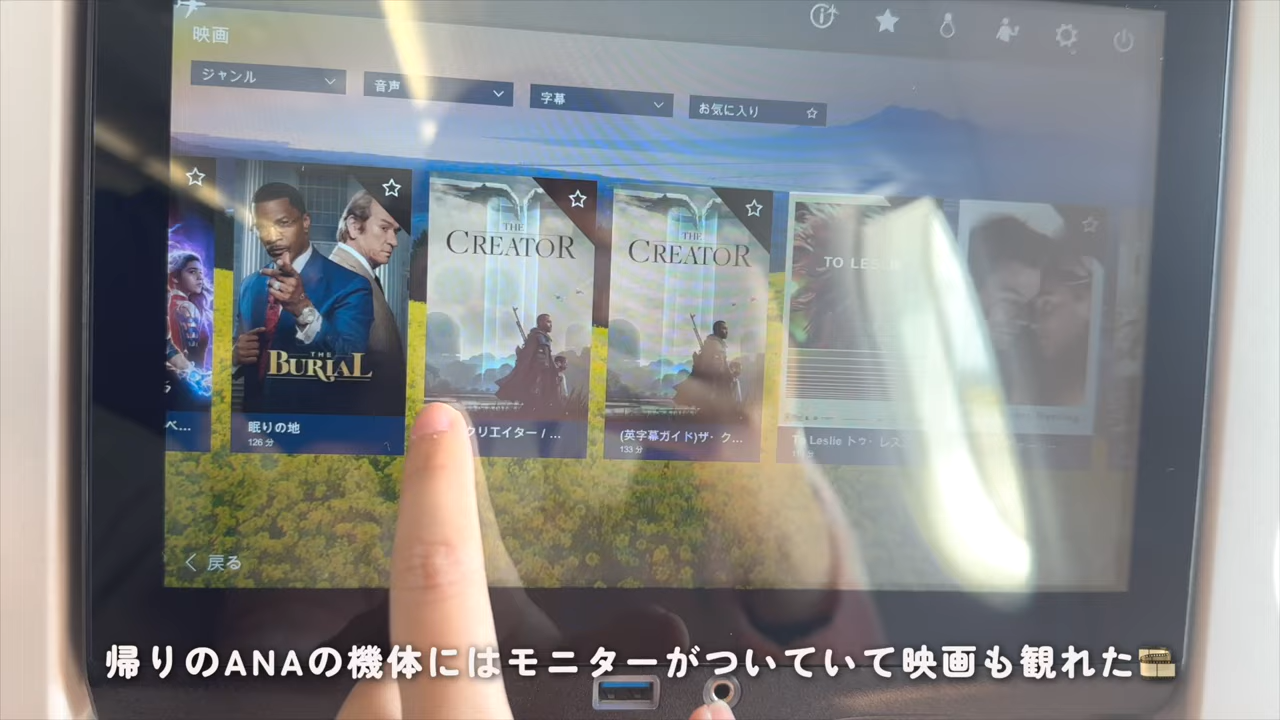 映画
ジャンル
音声
字幕
お気に入り
THE
BURIAL
THE
CREATOR
THE
CREATOR
TO LES
ベ...
眠りの地
126 分
クリエイター / ...
(英字幕ガイド)ザ・ク...
133 分
To Leslie トゥ・レス
戻る
帰りのANAの機体にはモニターがついていて映画も観れた